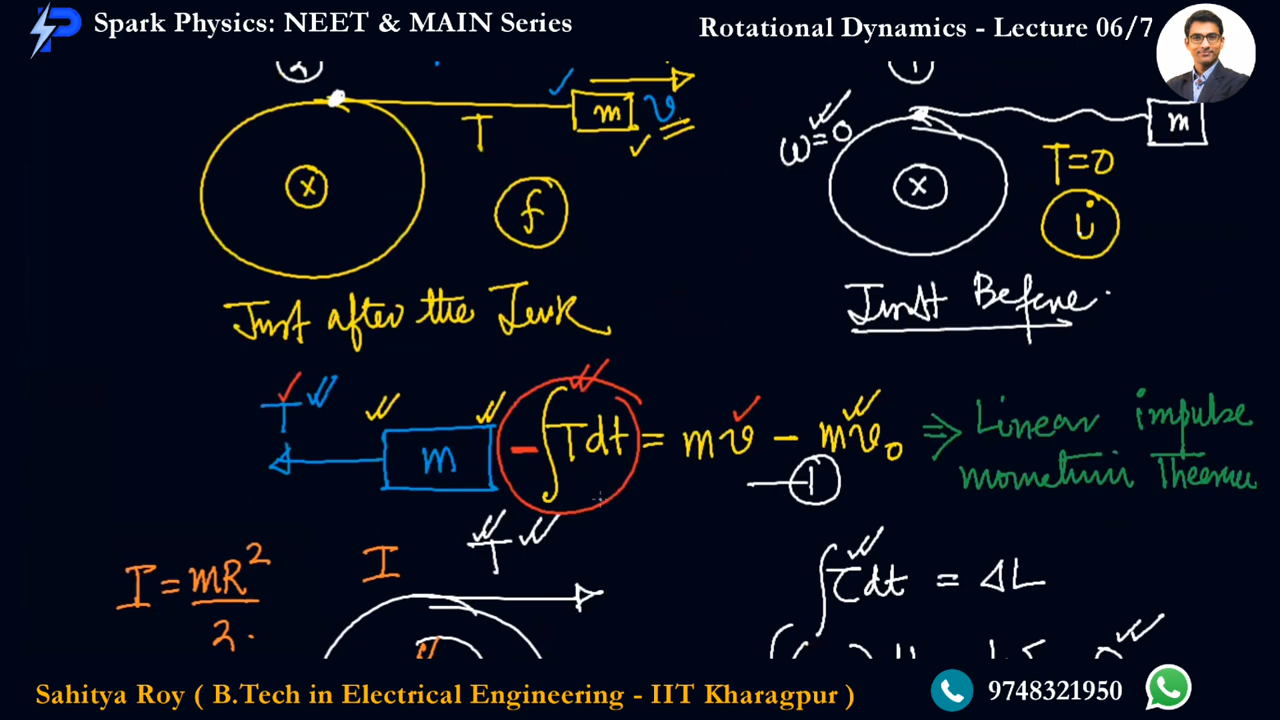 Spark Physics: NEET & MAIN Series
Rotational Dynamics - Lecture 06/7
2
1
m v
T
x
f
ω=0
m
T=0
x
i
Just after the Jerk
Just Before.
T
m
-∫Tdt = mv - mv₀
1
⇒ Linear impulse
momentum Theorem
I = mR²/2.
I
T
∫τdt = ΔL
Sahitya Roy ( B.Tech in Electrical Engineering - IIT Kharagpur )
9748321950